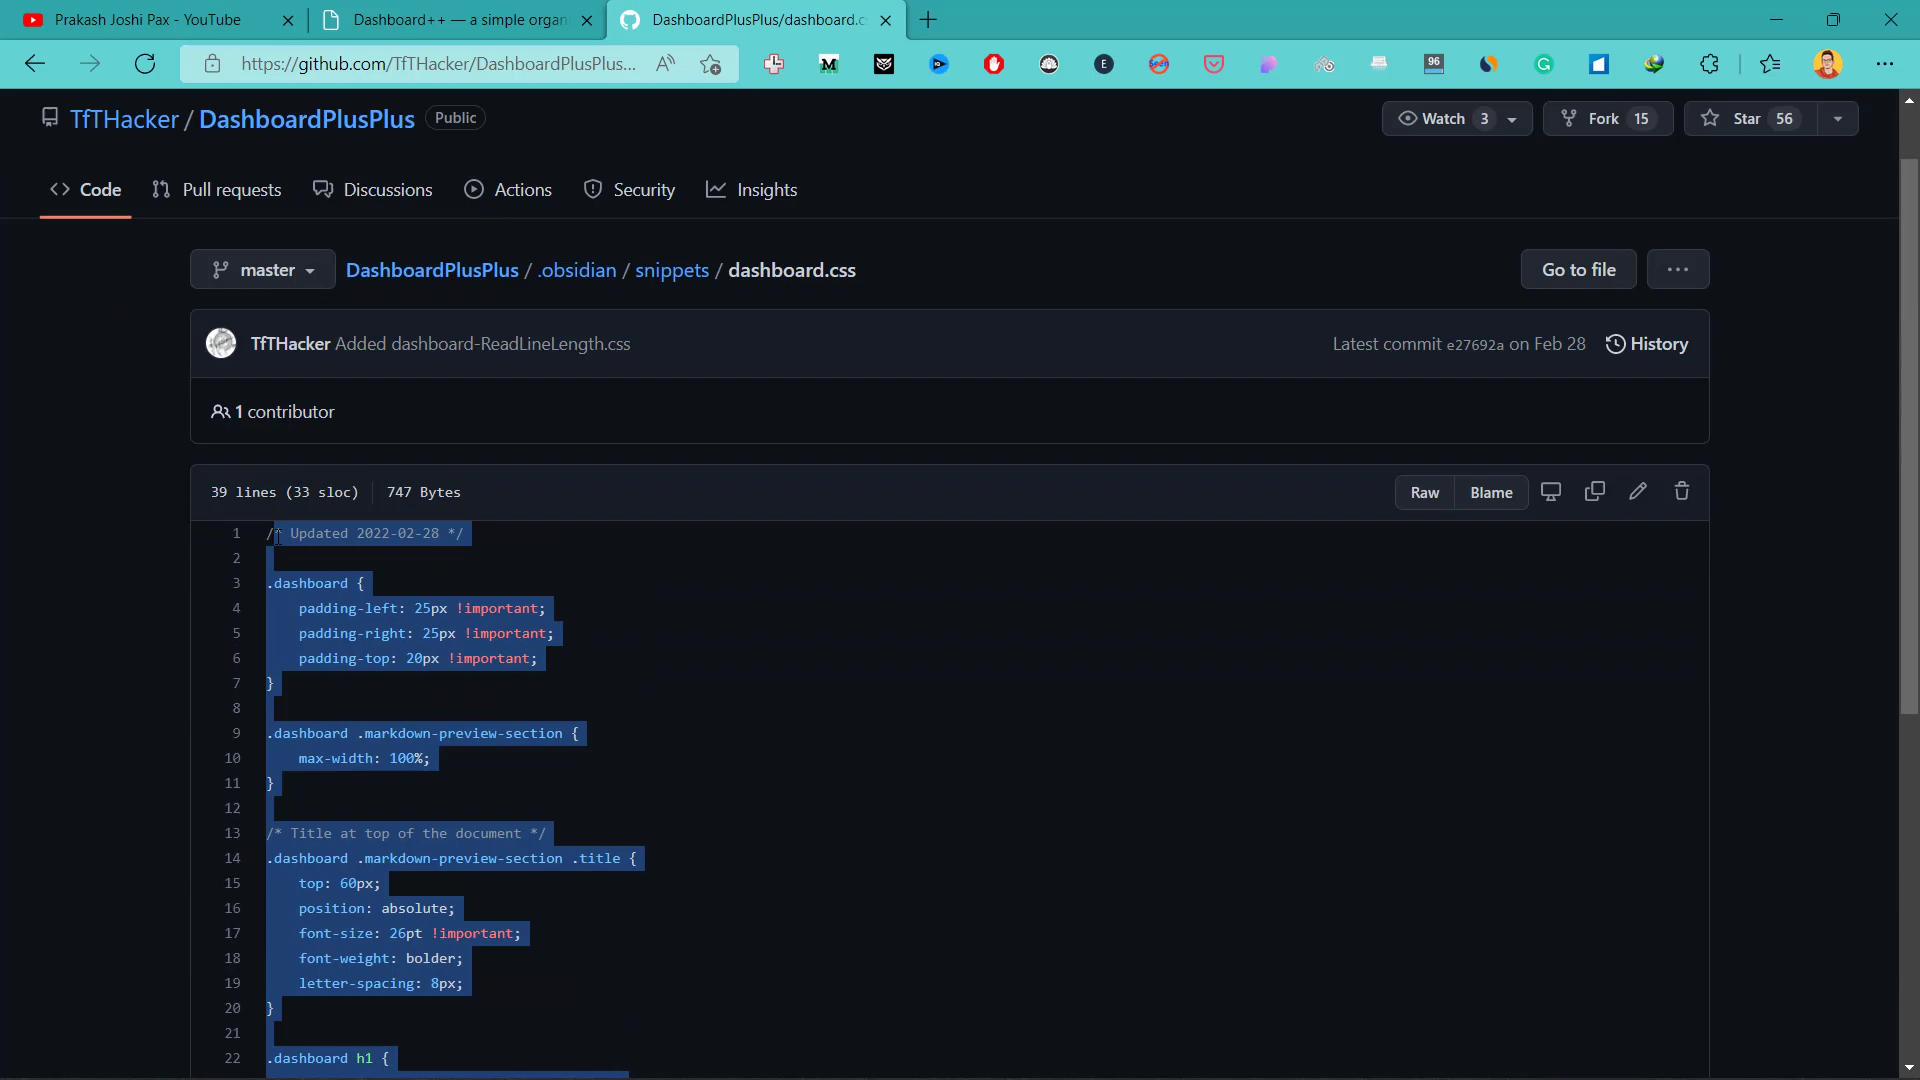 Prakash Joshi Pax - YouTube
Dashboard++ — a simple organ
DashboardPlusPlus/dashboard.c
https://github.com/TfTHacker/DashboardPlusPlus...
96
TfTHacker / DashboardPlusPlus Public
Watch 3
Fork 15
Star 56
Code
Pull requests
Discussions
Actions
Security
Insights
master
DashboardPlusPlus / .obsidian / snippets / dashboard.css
Go to file
TfTHacker Added dashboard-ReadLineLength.css
Latest commit e27692a on Feb 28
History
1 contributor
39 lines (33 sloc) 747 Bytes
Raw
Blame
1 /* Updated 2022-02-28 */
2
3 .dashboard {
4 padding-left: 25px !important;
5 padding-right: 25px !important;
6 padding-top: 20px !important;
7 }
8
9 .dashboard .markdown-preview-section {
10 max-width: 100%;
11 }
12
13 /* Title at top of the document */
14 .dashboard .markdown-preview-section .title {
15 top: 60px;
16 position: absolute;
17 font-size: 26pt !important;
18 font-weight: bolder;
19 letter-spacing: 8px;
20 }
21
22 .dashboard h1 {